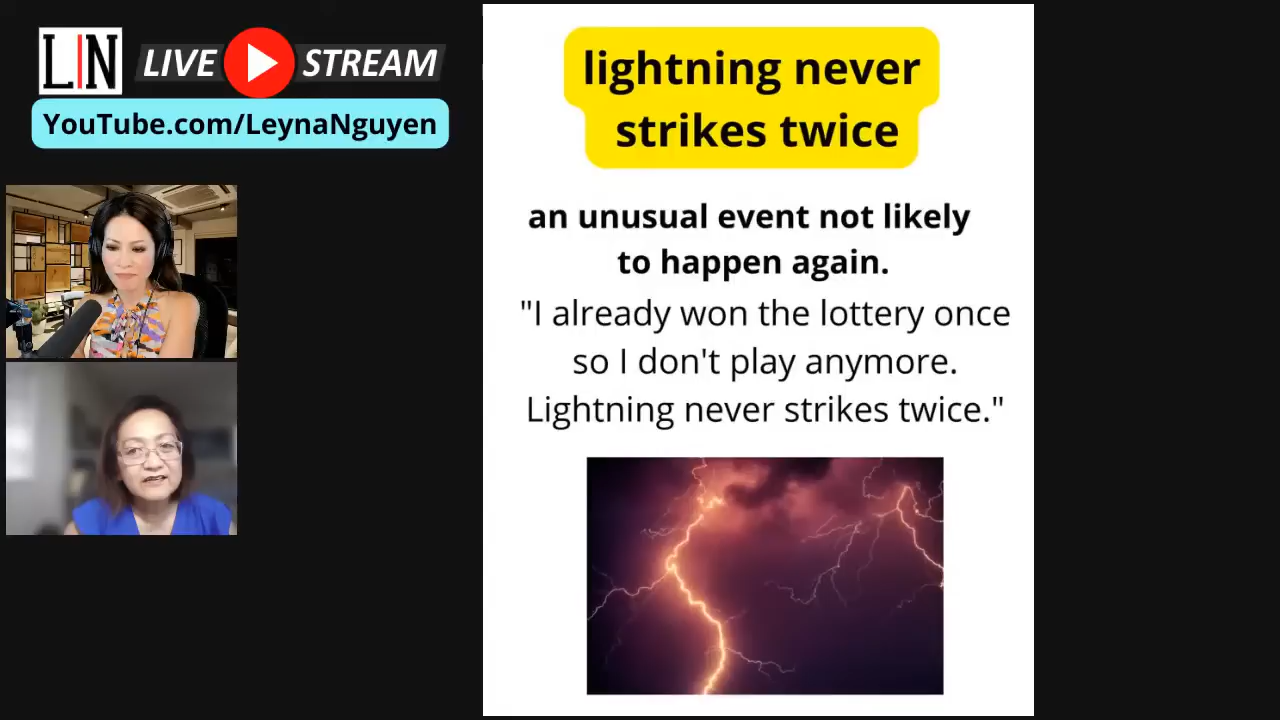 LIN LIVE STREAM
YouTube.com/LeynaNguyen
lightning never
strikes twice
an unusual event not likely
to happen again.
"I already won the lottery once
so I don't play anymore.
Lightning never strikes twice."